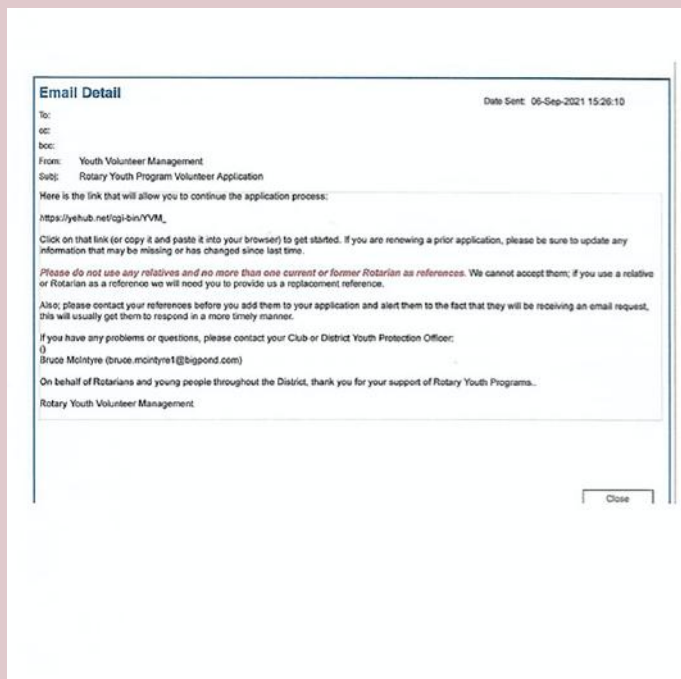 Email Detail
Date Sent: 06-Sep-2021 15:26:10
To:
cc:
bcc:
From: Youth Volunteer Management
Subj: Rotary Youth Program Volunteer Application
Here is the link that will allow you to continue the application process:
https://yehub.net/cgi-bin/YVM_
Click on that link (or copy it and paste it into your browser) to get started. If you are renewing a prior application, please be sure to update any
information that may be missing or has changed since last time.
Please do not use any relatives and no more than one current or former Rotarian as references. We cannot accept them; if you use a relative
or Rotarian as a reference we will need you to provide us a replacement reference.
Also; please contact your references before you add them to your application and alert them to the fact that they will be receiving an email request,
this will usually get them to respond in a more timely manner.
If you have any problems or questions, please contact your Club or District Youth Protection Officer:
()
Bruce McIntyre (bruce.mcintyre1@bigpond.com)
On behalf of Rotarians and young people throughout the District, thank you for your support of Rotary Youth Programs..
Rotary Youth Volunteer Management
Close